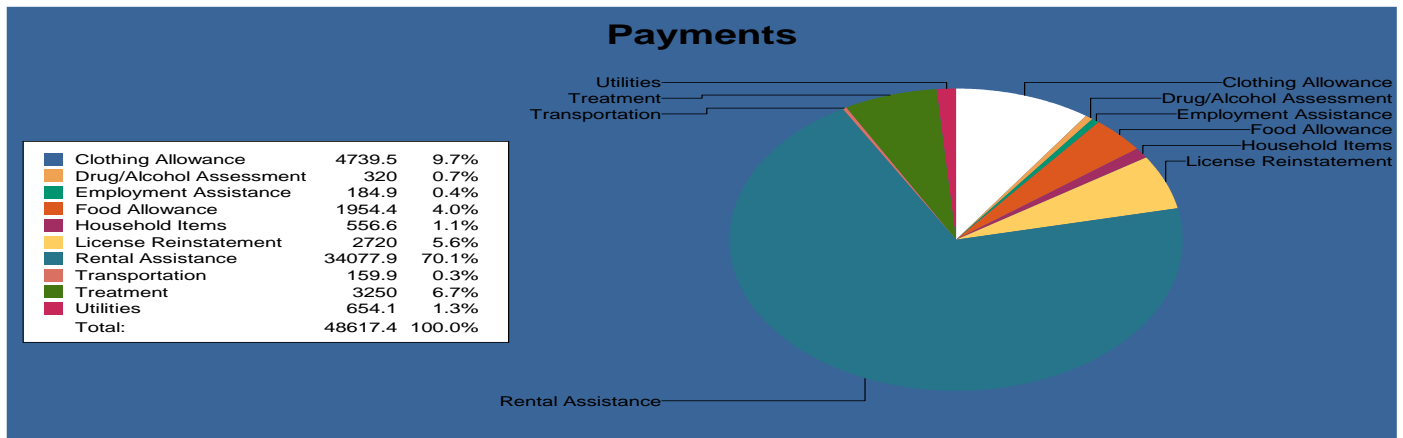 Payments
Utilities
Treatment
Transportation
Clothing Allowance
Drug/Alcohol Assessment
Employment Assistance
Food Allowance
Household Items
License Reinstatement
Clothing Allowance 4739.5 9.7%
Drug/Alcohol Assessment 320 0.7%
Employment Assistance 184.9 0.4%
Food Allowance 1954.4 4.0%
Household Items 556.6 1.1%
License Reinstatement 2720 5.6%
Rental Assistance 34077.9 70.1%
Transportation 159.9 0.3%
Treatment 3250 6.7%
Utilities 654.1 1.3%
Total: 48617.4 100.0%
Rental Assistance